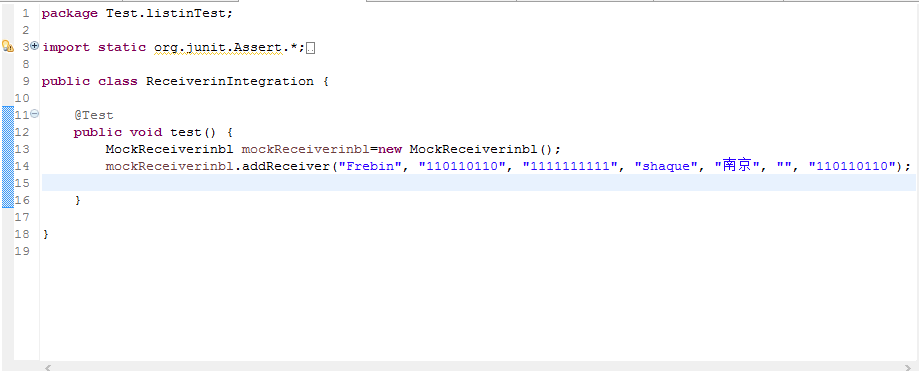 1 package Test.listinTest;
2
3 import static org.junit.Assert.*;
8
9 public class ReceiverinIntegration {
10
11 @Test
12 public void test() {
13 MockReceiverinbl mockReceiverinbl=new MockReceiverinbl();
14 mockReceiverinbl.addReceiver("Frebin", "110110110", "1111111111", "shaque", "南京", "", "110110110");
15
16 }
17
18 }
19